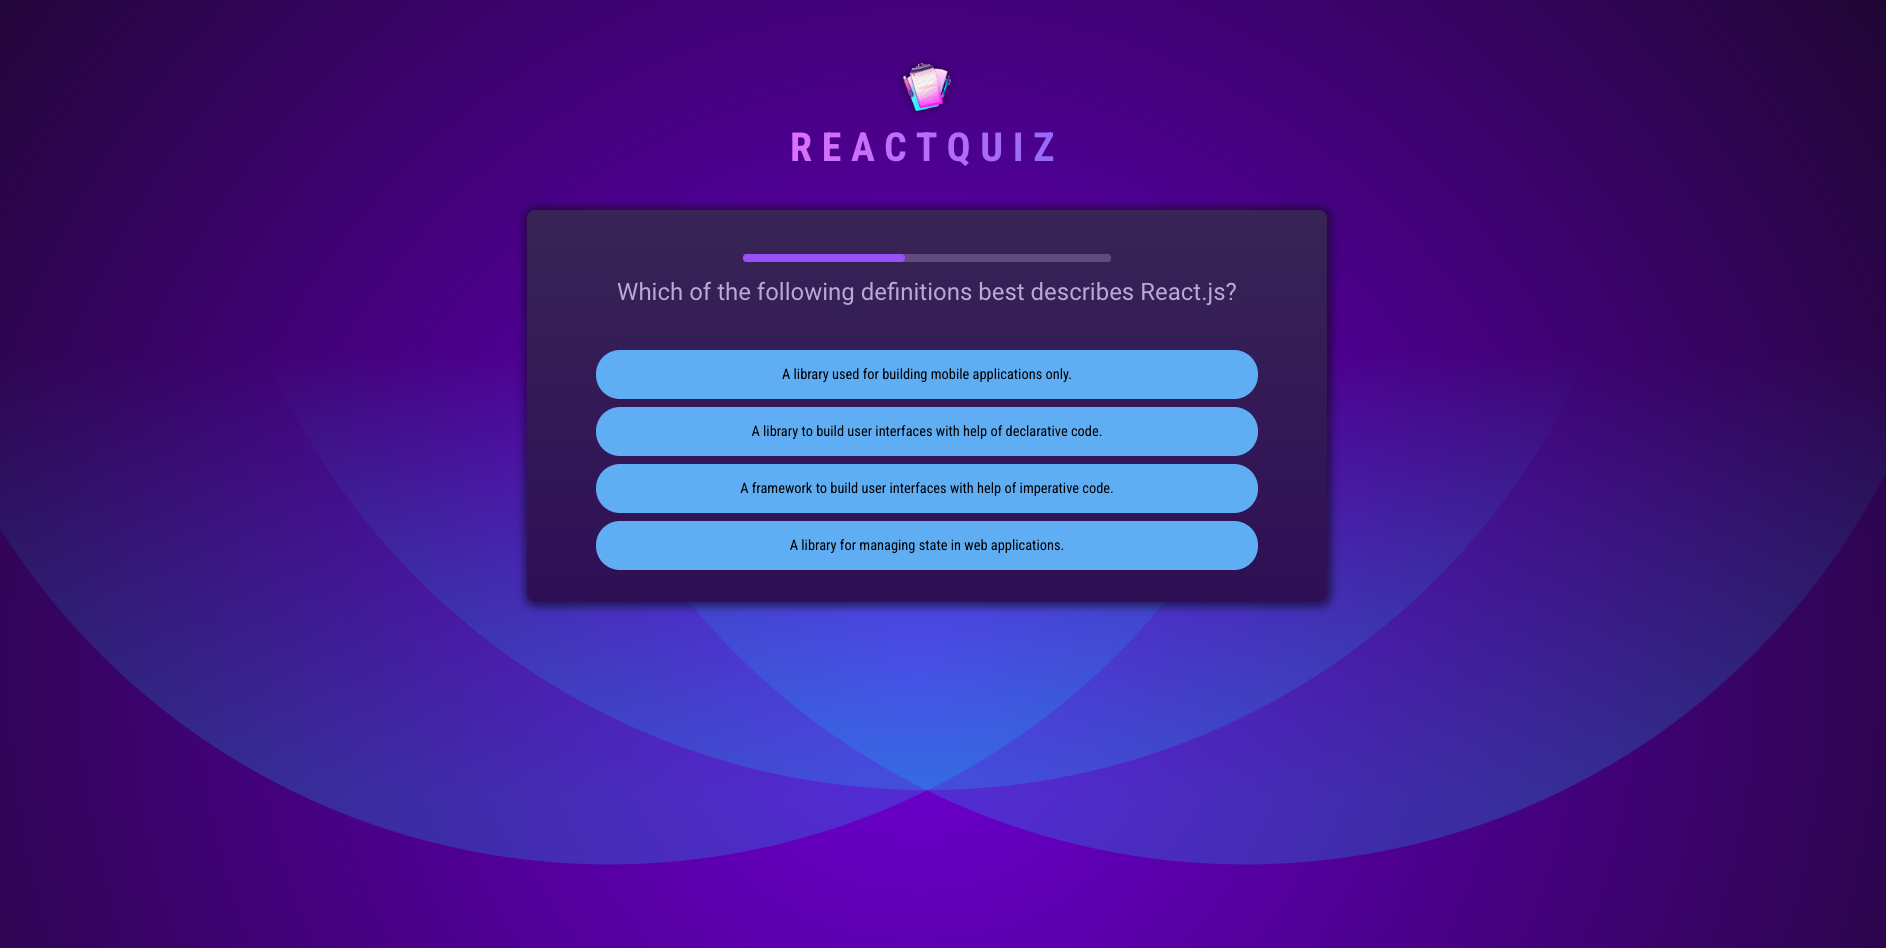 REACTQUIZ
Which of the following definitions best describes React.js?
A library used for building mobile applications only.
A library to build user interfaces with help of declarative code.
A framework to build user interfaces with help of imperative code.
A library for managing state in web applications.